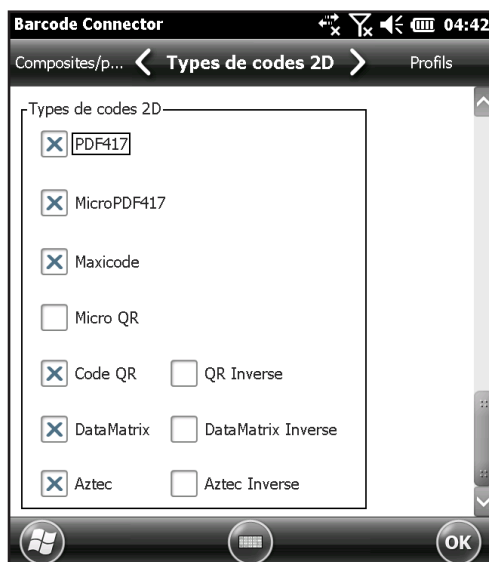 Barcode Connector 04:42
Composites/p... Types de codes 2D Profils
Types de codes 2D
PDF417
MicroPDF417
Maxicode
Micro QR
Code QR QR Inverse
DataMatrix DataMatrix Inverse
Aztec Aztec Inverse
OK